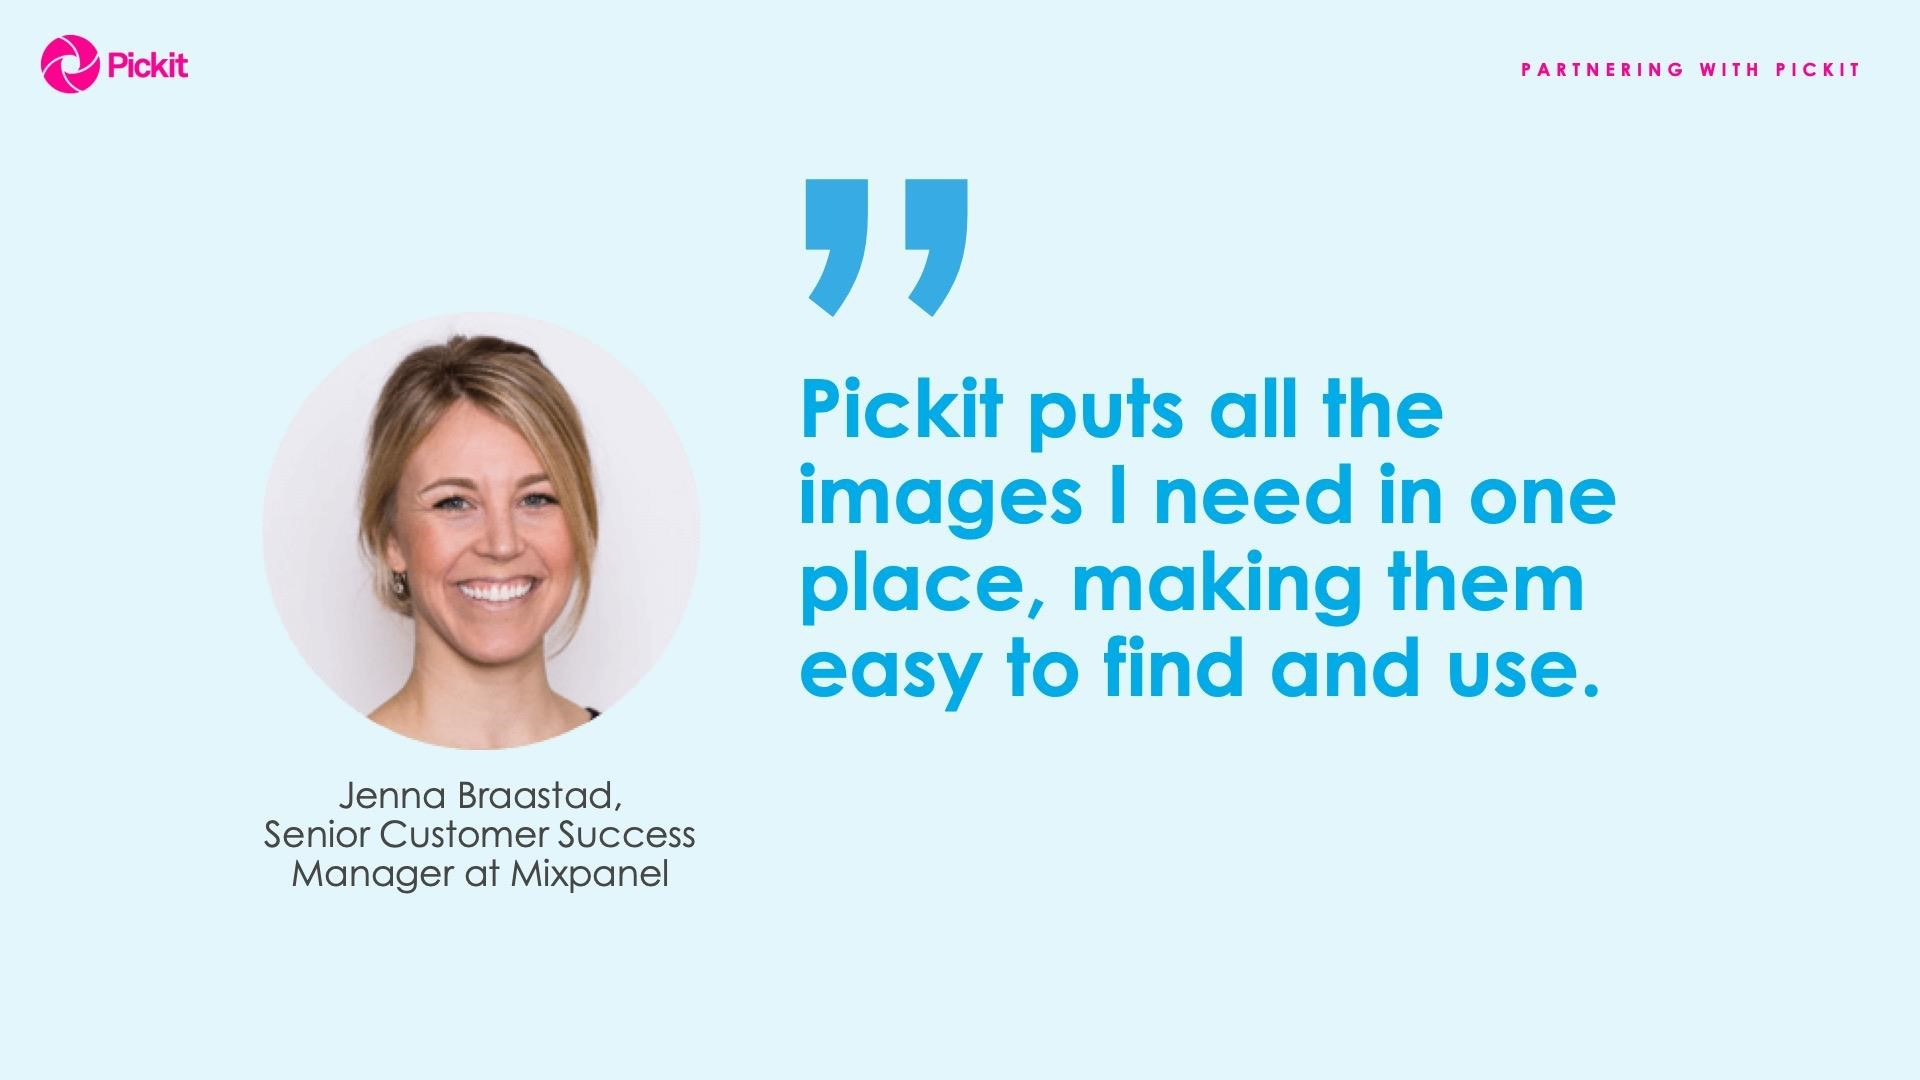 Pickit
PARTNERING WITH PICKIT
”
Pickit puts all the
images I need in one
place, making them
easy to find and use.
Jenna Braastad,
Senior Customer Success
Manager at Mixpanel